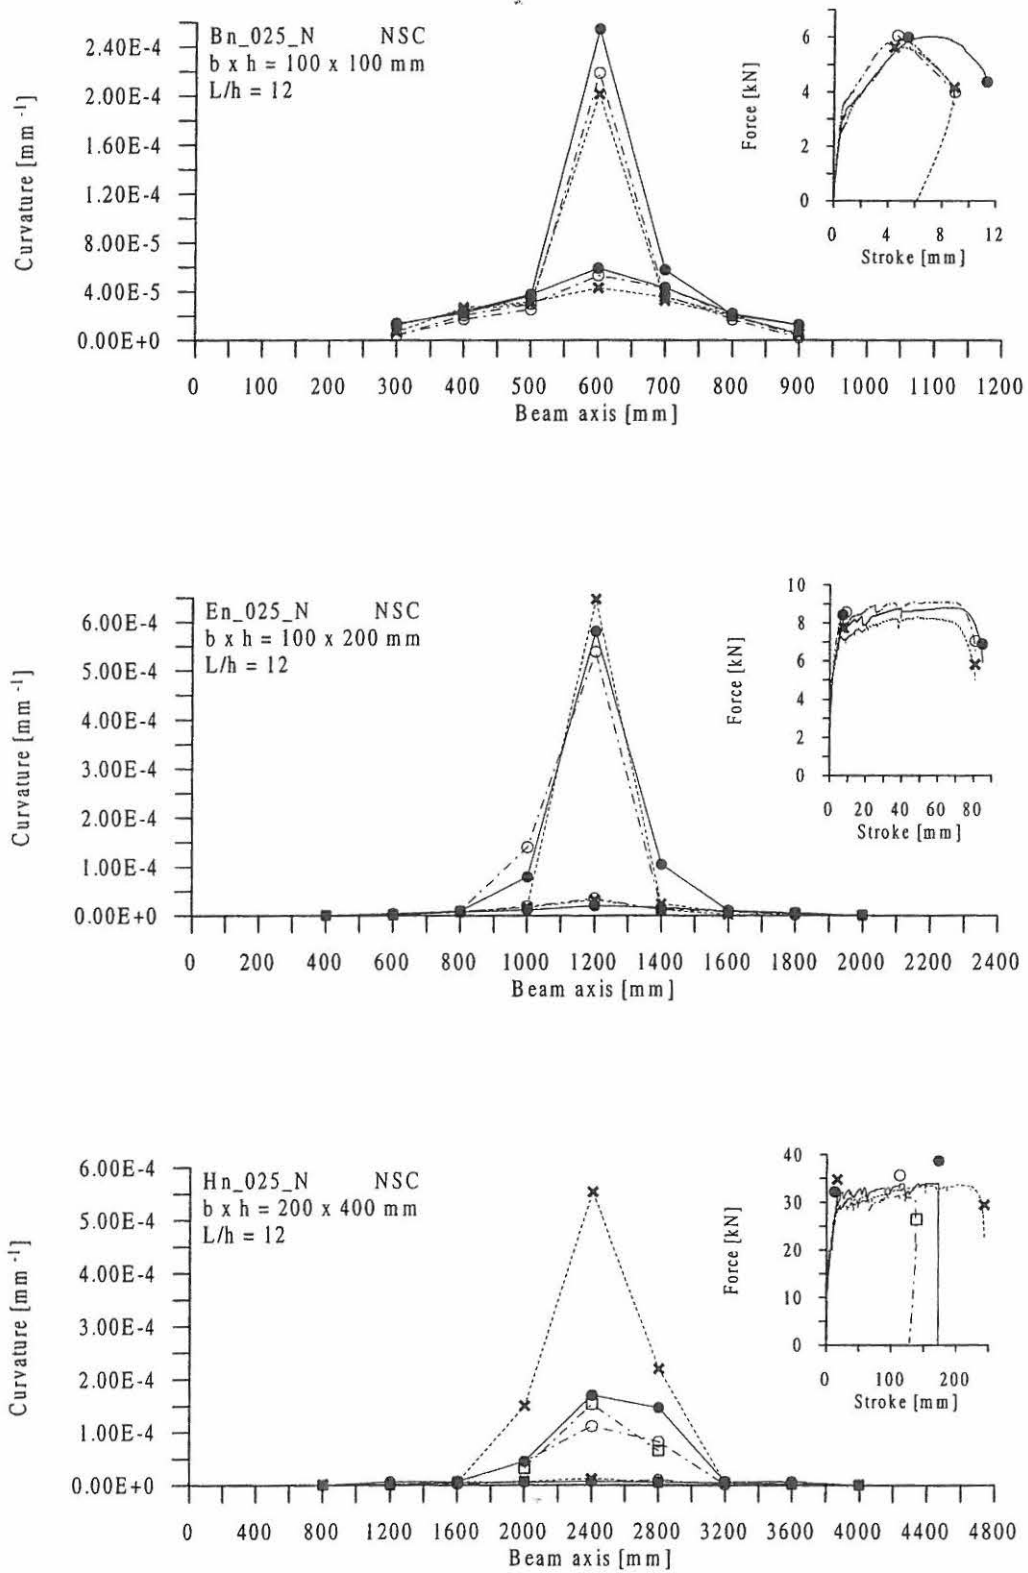 Bn_025_N NSC
b x h = 100 x 100 mm
L/h = 12
Curvature [mm⁻¹]
2.40E-4
2.00E-4
1.60E-4
1.20E-4
8.00E-5
4.00E-5
0.00E+0
0 100 200 300 400 500 600 700 800 900 1000 1100 1200
Beam axis [mm]
Force [kN]
6
4
2
0
0 4 8 12
Stroke [mm]
En_025_N NSC
b x h = 100 x 200 mm
L/h = 12
Curvature [mm⁻¹]
6.00E-4
5.00E-4
4.00E-4
3.00E-4
2.00E-4
1.00E-4
0.00E+0
0 200 400 600 800 1000 1200 1400 1600 1800 2000 2200 2400
Beam axis [mm]
Force [kN]
10
8
6
4
2
0
0 20 40 60 80
Stroke [mm]
Hn_025_N NSC
b x h = 200 x 400 mm
L/h = 12
Curvature [mm⁻¹]
6.00E-4
5.00E-4
4.00E-4
3.00E-4
2.00E-4
1.00E-4
0.00E+0
0 400 800 1200 1600 2000 2400 2800 3200 3600 4000 4400 4800
Beam axis [mm]
Force [kN]
40
30
20
10
0
0 100 200
Stroke [mm]